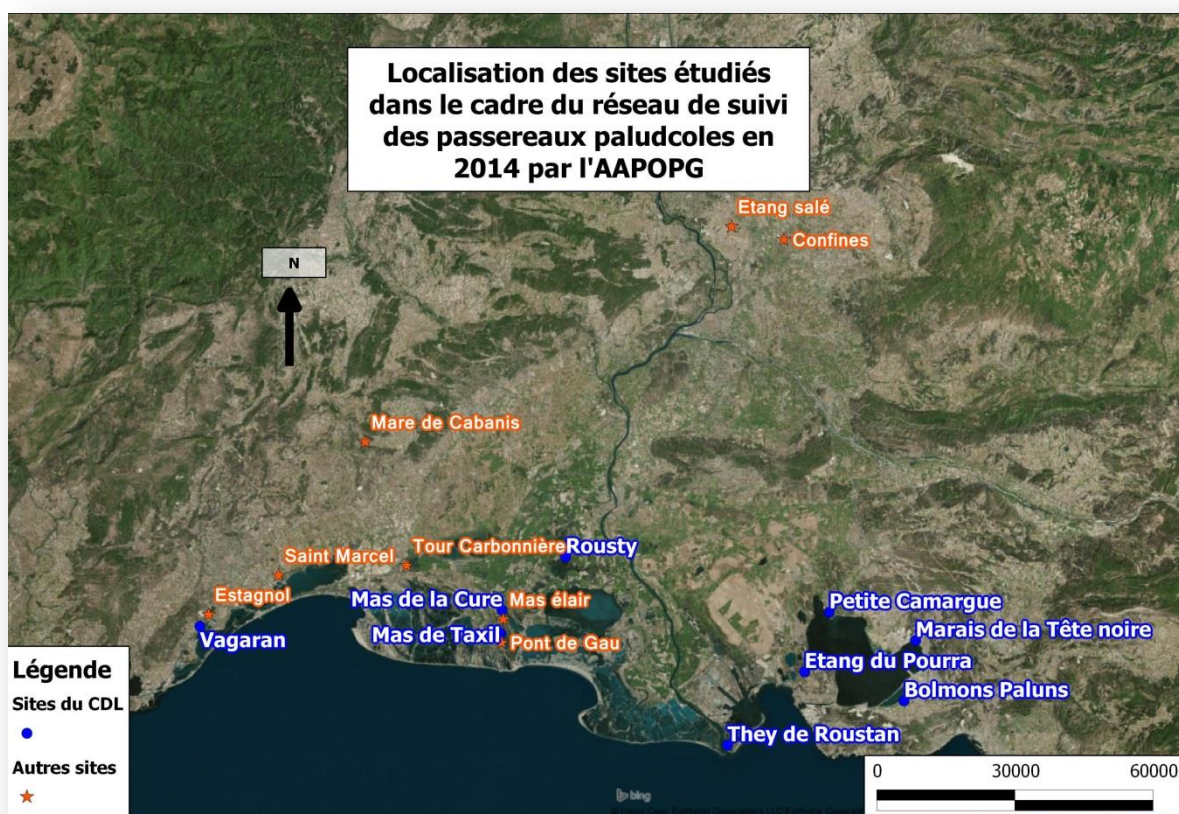 Localisation des sites étudiés
dans le cadre du réseau de suivi
des passereaux paludcoles en
2014 par l'AAPOPG
Etang salé
Confines
N
Mare de Cabanis
Saint Marcel
Tour Carbonnière
Rousty
Estagnol
Mas de la Cure
Mas élair
Petite Camargue
Vagaran
Mas de Taxil
Pont de Gau
Marais de la Tête noire
Etang du Pourra
Bolmons Paluns
They de Roustan
Légende
Sites du CDL
Autres sites
0 30000 60000
bing